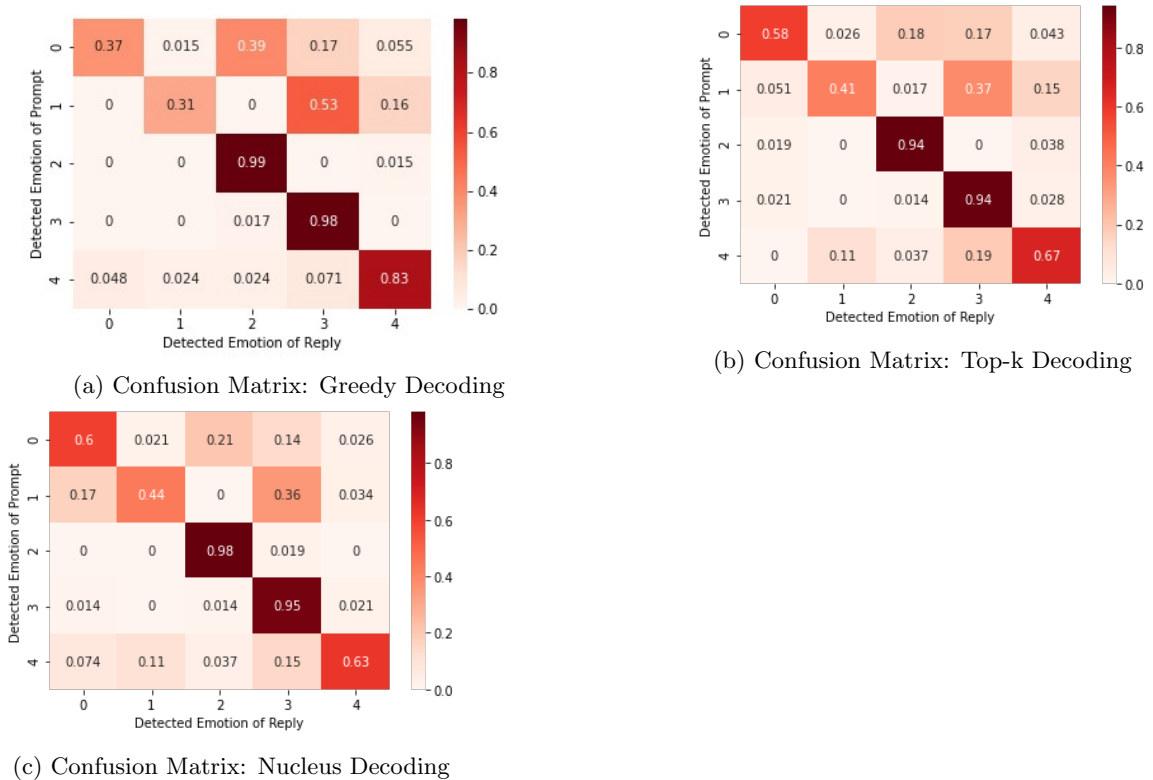 Detected Emotion of Prompt
0 0.37 0.015 0.39 0.17 0.055
1 0 0.31 0 0.53 0.16
2 0 0 0.99 0 0.015
3 0 0 0.017 0.98 0
4 0.048 0.024 0.024 0.071 0.83
0 1 2 3 4
Detected Emotion of Reply
0.8
0.6
0.4
0.2
0.0
(a) Confusion Matrix: Greedy Decoding
Detected Emotion of Prompt
0 0.58 0.026 0.18 0.17 0.043
1 0.051 0.41 0.017 0.37 0.15
2 0.019 0 0.94 0 0.038
3 0.021 0 0.014 0.94 0.028
4 0 0.11 0.037 0.19 0.67
0 1 2 3 4
Detected Emotion of Reply
0.8
0.6
0.4
0.2
0.0
(b) Confusion Matrix: Top-k Decoding
Detected Emotion of Prompt
0 0.6 0.021 0.21 0.14 0.026
1 0.17 0.44 0 0.36 0.034
2 0 0 0.98 0.019 0
3 0.014 0 0.014 0.95 0.021
4 0.074 0.11 0.037 0.15 0.63
0 1 2 3 4
Detected Emotion of Reply
0.8
0.6
0.4
0.2
0.0
(c) Confusion Matrix: Nucleus Decoding